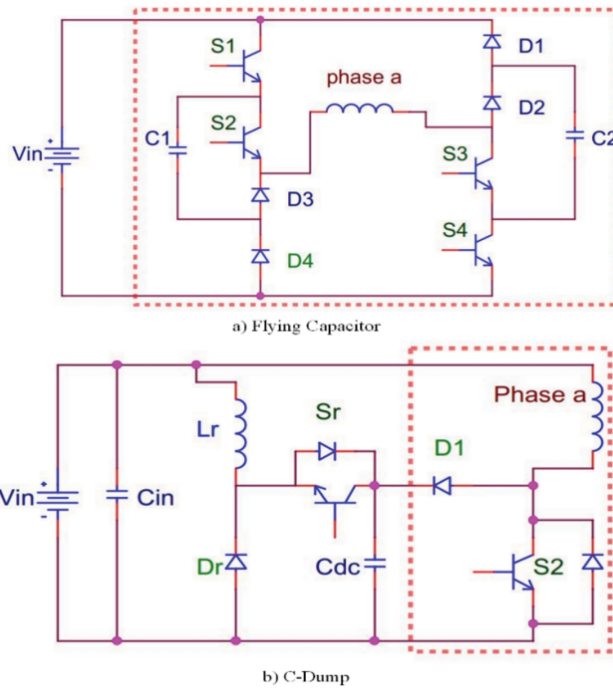 S1
D1
phase a
D2
S2
C1
C2
Vin
S3
D3
S4
D4
a) Flying Capacitor
Phase a
Sr
Lr
D1
Vin
Cin
Dr
Cdc
S2
b) C-Dump